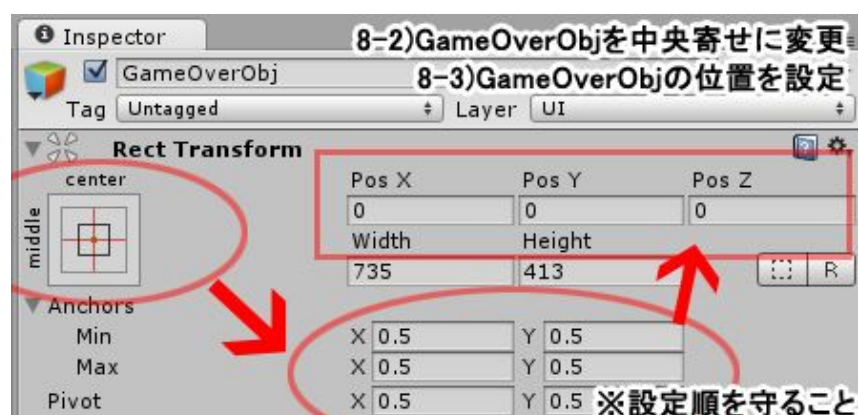 Inspector
8-2)GameOverObjを中央寄せに変更
GameOverObj
8-3)GameOverObjの位置を設定
Tag Untagged Layer UI
Rect Transform
center
middle
Pos X Pos Y Pos Z
0 0 0
Width Height
735 413
R
Anchors
Min X 0.5 Y 0.5
Max X 0.5 Y 0.5
Pivot X 0.5 Y 0.5
※設定順を守ること